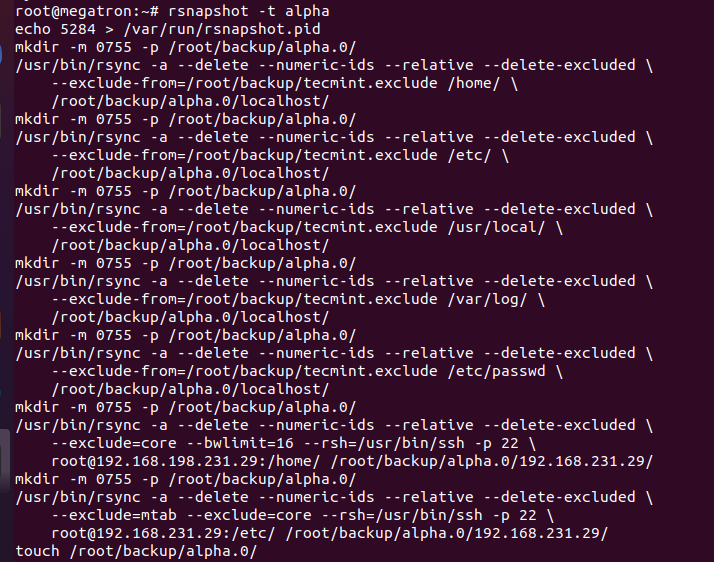 root@megatron:~# rsnapshot -t alpha
echo 5284 > /var/run/rsnapshot.pid
mkdir -m 0755 -p /root/backup/alpha.0/
/usr/bin/rsync -a --delete --numeric-ids --relative --delete-excluded \
    --exclude-from=/root/backup/tecmint.exclude /home/ \
    /root/backup/alpha.0/localhost/
mkdir -m 0755 -p /root/backup/alpha.0/
/usr/bin/rsync -a --delete --numeric-ids --relative --delete-excluded \
    --exclude-from=/root/backup/tecmint.exclude /etc/ \
    /root/backup/alpha.0/localhost/
mkdir -m 0755 -p /root/backup/alpha.0/
/usr/bin/rsync -a --delete --numeric-ids --relative --delete-excluded \
    --exclude-from=/root/backup/tecmint.exclude /usr/local/ \
    /root/backup/alpha.0/localhost/
mkdir -m 0755 -p /root/backup/alpha.0/
/usr/bin/rsync -a --delete --numeric-ids --relative --delete-excluded \
    --exclude-from=/root/backup/tecmint.exclude /var/log/ \
    /root/backup/alpha.0/localhost/
mkdir -m 0755 -p /root/backup/alpha.0/
/usr/bin/rsync -a --delete --numeric-ids --relative --delete-excluded \
    --exclude-from=/root/backup/tecmint.exclude /etc/passwd \
    /root/backup/alpha.0/localhost/
mkdir -m 0755 -p /root/backup/alpha.0/
/usr/bin/rsync -a --delete --numeric-ids --relative --delete-excluded \
    --exclude=core --bwlimit=16 --rsh=/usr/bin/ssh -p 22 \
    root@192.168.198.231.29:/home/ /root/backup/alpha.0/192.168.231.29/
mkdir -m 0755 -p /root/backup/alpha.0/
/usr/bin/rsync -a --delete --numeric-ids --relative --delete-excluded \
    --exclude=mtab --exclude=core --rsh=/usr/bin/ssh -p 22 \
    root@192.168.231.29:/etc/ /root/backup/alpha.0/192.168.231.29/
touch /root/backup/alpha.0/